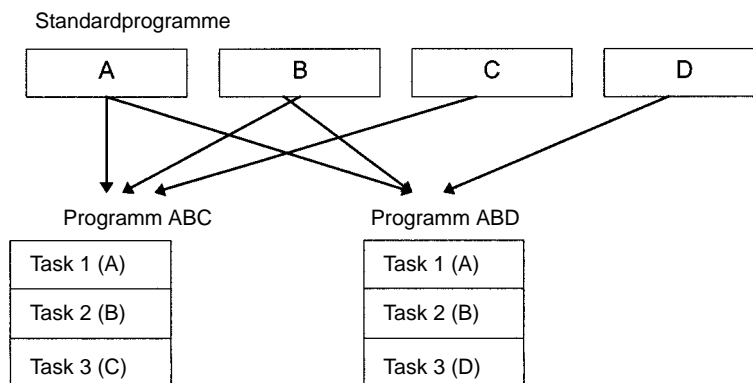 Standardprogramme
A B C D
Programm ABC Programm ABD
Task 1 (A) Task 1 (A)
Task 2 (B) Task 2 (B)
Task 3 (C) Task 3 (D)